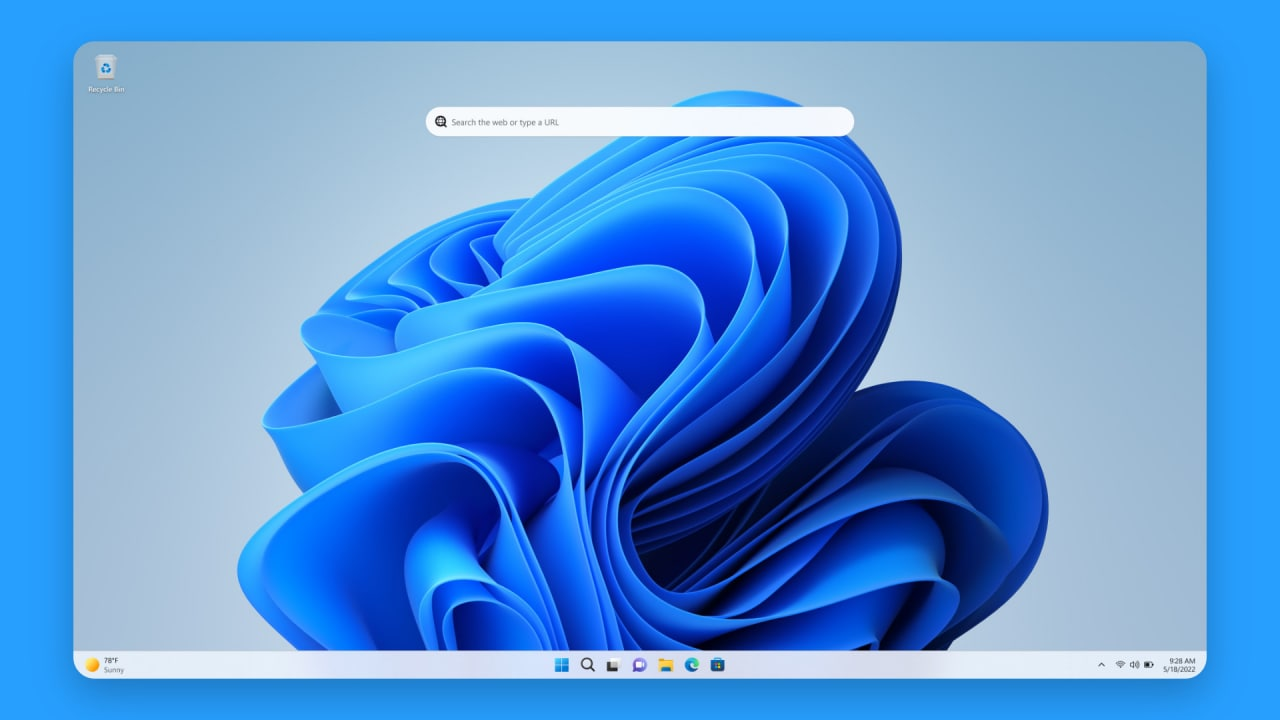 Recycle Bin
Search the web or type a URL
78°F
Sunny
9:28 AM
5/18/2022